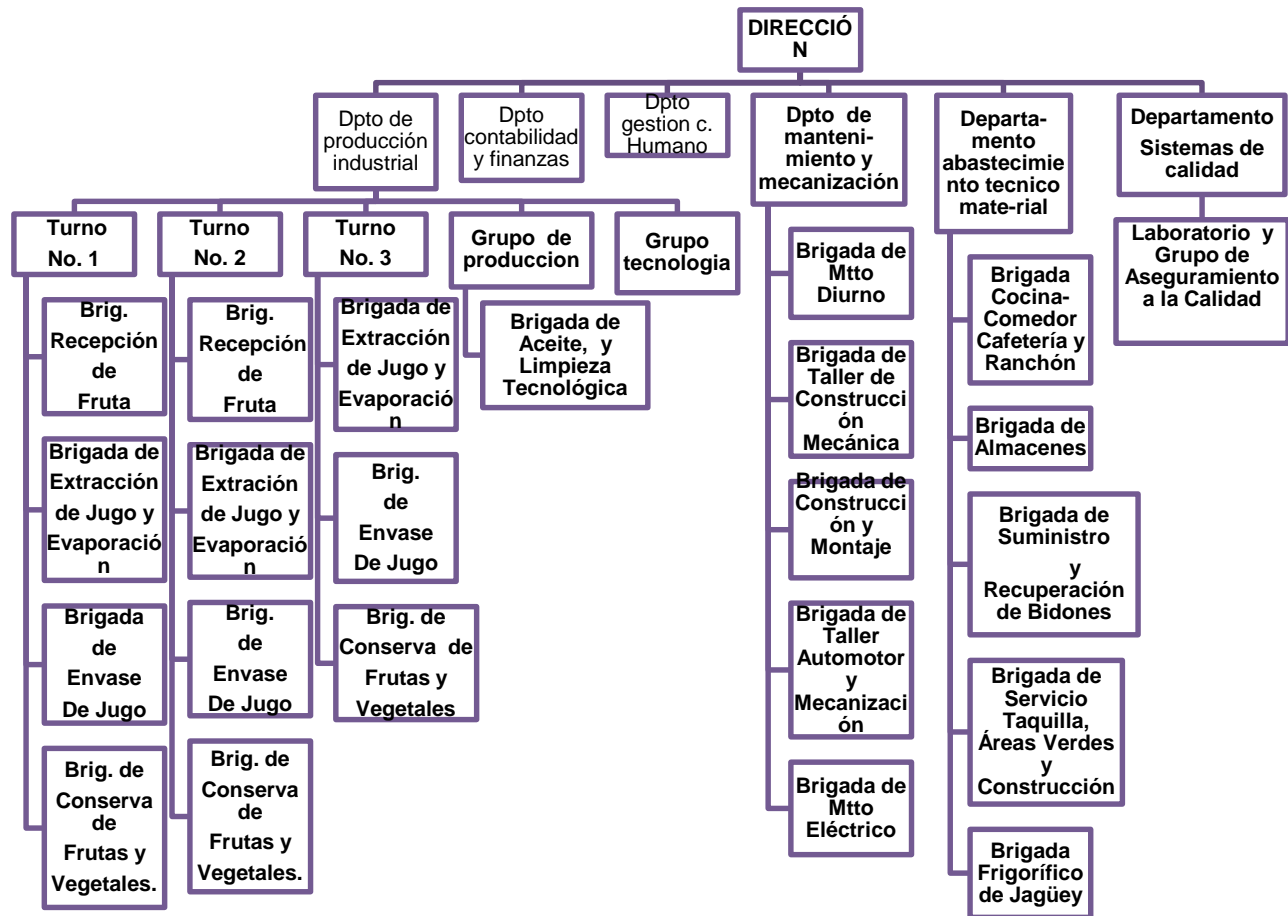 DIRECCIÓ
N
Dpto de
producción
industrial
Dpto
contabilidad
y finanzas
Dpto
gestion c.
Humano
Dpto de
manteni-
miento y
mecanización
Departa-
mento
abastecimie
nto tecnico
mate-rial
Departamento
Sistemas de
calidad
Turno
No. 1
Turno
No. 2
Turno
No. 3
Grupo de
produccion
Grupo
tecnologia
Brig.
Recepción
de
Fruta
Brigada de
Extracción
de Jugo y
Evaporació
n
Brigada
de
Envase
De Jugo
Brig. de
Conserva
de
Frutas y
Vegetales.
Brig.
Recepción
de
Fruta
Brigada de
Extración
de Jugo y
Evaporació
n
Brig.
de
Envase
De Jugo
Brig. de
Conserva
de
Frutas y
Vegetales.
Brigada de
Extracción
de Jugo y
Evaporació
n
Brig.
de
Envase
De Jugo
Brig. de
Conserva de
Frutas y
Vegetales
Brigada de
Aceite, y
Limpieza
Tecnológica
Brigada de
Mtto
Diurno
Brigada de
Taller de
Construcci
ón
Mecánica
Brigada de
Construcci
ón y
Montaje
Brigada de
Taller
Automotor
y
Mecanizaci
ón
Brigada de
Mtto
Eléctrico
Brigada
Cocina-
Comedor
Cafetería y
Ranchón
Brigada de
Almacenes
Brigada de
Suministro
y
Recuperación
de Bidones
Brigada de
Servicio
Taquilla,
Áreas Verdes
y
Construcción
Brigada
Frigorífico
de Jagüey
Laboratorio y
Grupo de
Aseguramiento
a la Calidad